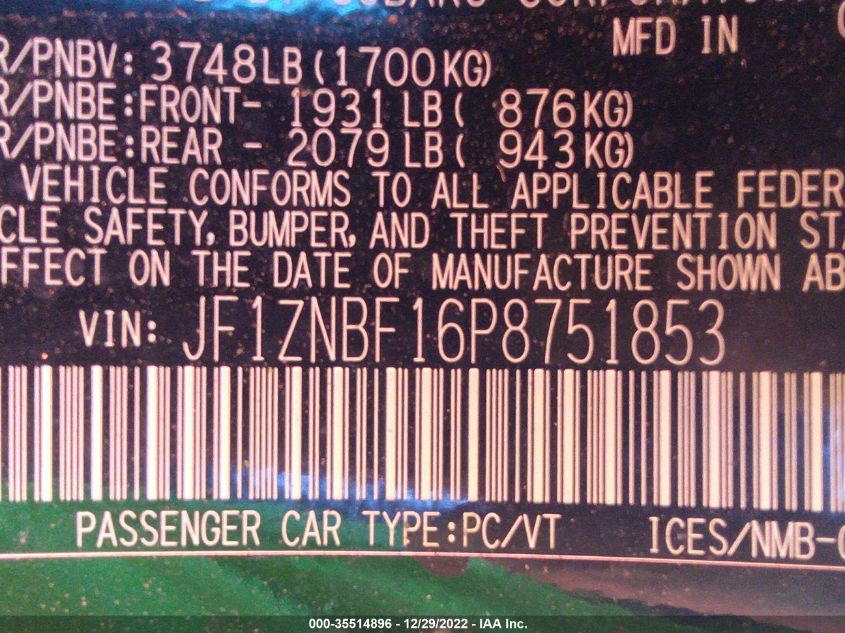 MFD IN
R/PNBV: 3748LB(1700KG)
R/PNBE:FRONT- 1931LB( 876KG)
R/PNBE:REAR - 2079LB( 943KG)
VEHICLE CONFORMS TO ALL APPLICABLE FEDER
CLE SAFETY, BUMPER, AND THEFT PREVENTION STA
FFECT ON THE DATE OF MANUFACTURE SHOWN AB
VIN: JF1ZNBF16P8751853
PASSENGER CAR TYPE:PC/VT ICES/NMB-0
000-35514896 - 12/29/2022 - IAA Inc.